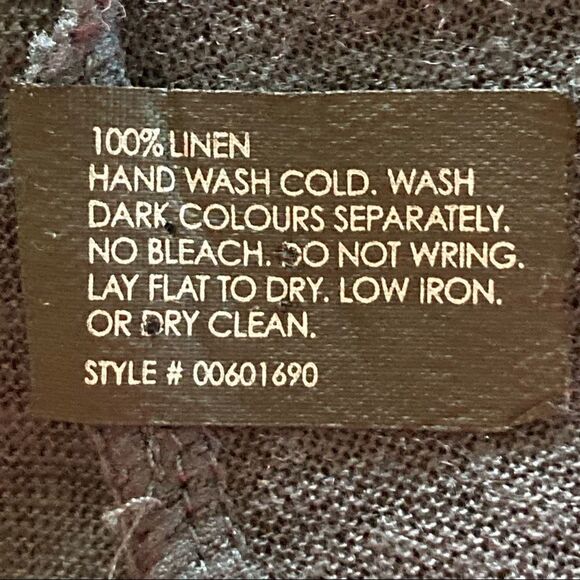 100% LINEN
HAND WASH COLD. WASH
DARK COLOURS SEPARATELY.
NO BLEACH. DO NOT WRING.
LAY FLAT TO DRY. LOW IRON.
OR DRY CLEAN.
STYLE # 00601690